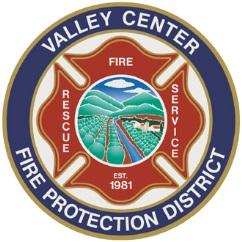 VALLEY CENTER
FIRE
RESCUE
SERVICE
EST.
1981
FIRE PROTECTION DISTRICT